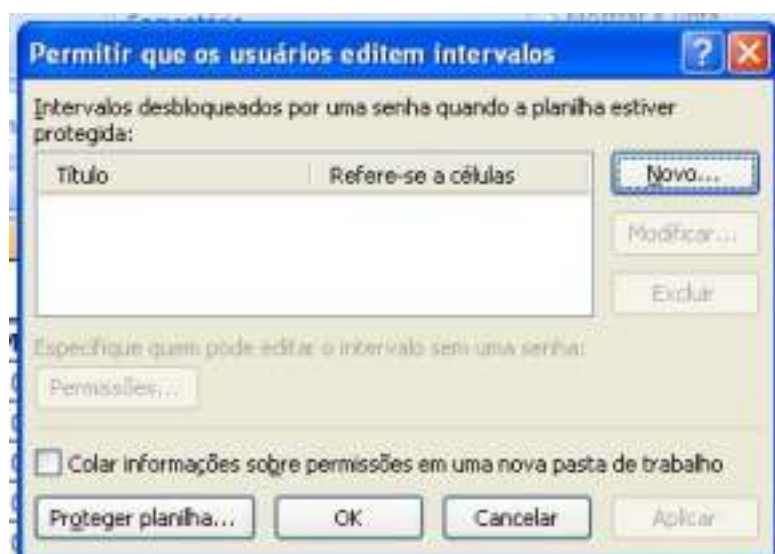 Comentário
Permitir que os usuários editem intervalos
Intervalos desbloqueados por uma senha quando a planilha estiver
protegida:
Título Refere-se a células Novo...
Modificar...
Excluir
Especifique quem pode editar o intervalo sem uma senha:
Permissões...
Colar informações sobre permissões em uma nova pasta de trabalho
Proteger planilha... OK Cancelar Aplicar